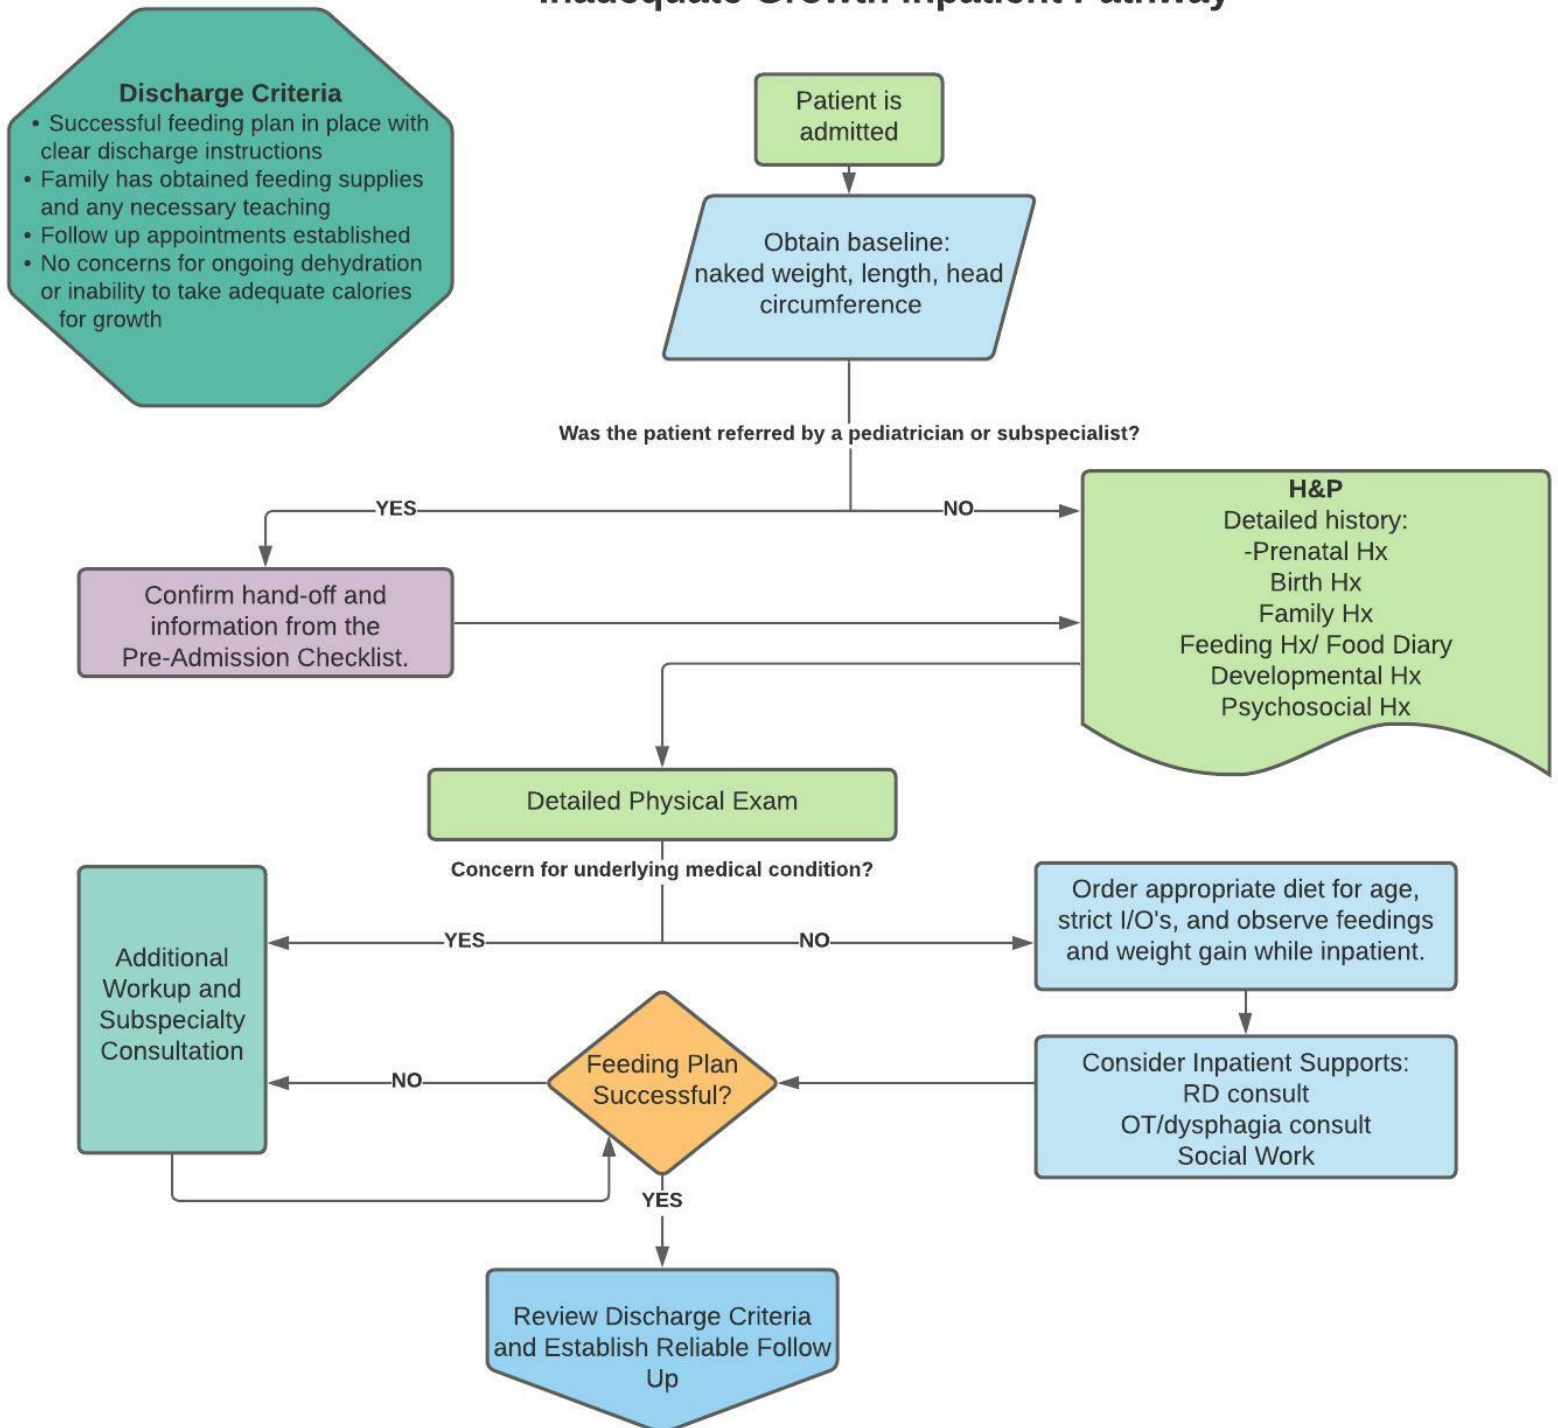 Inadequate Growth Inpatient Pathway
Discharge Criteria
• Successful feeding plan in place with
clear discharge instructions
• Family has obtained feeding supplies
and any necessary teaching
• Follow up appointments established
• No concerns for ongoing dehydration
or inability to take adequate calories
for growth
Patient is
admitted
Obtain baseline:
naked weight, length, head
circumference
Was the patient referred by a pediatrician or subspecialist?
YES
NO
H&P
Detailed history:
-Prenatal Hx
Birth Hx
Family Hx
Feeding Hx/ Food Diary
Developmental Hx
Psychosocial Hx
Confirm hand-off and
information from the
Pre-Admission Checklist.
Detailed Physical Exam
Concern for underlying medical condition?
YES
NO
Additional
Workup and
Subspecialty
Consultation
Order appropriate diet for age,
strict I/O's, and observe feedings
and weight gain while inpatient.
Consider Inpatient Supports:
RD consult
OT/dysphagia consult
Social Work
Feeding Plan
Successful?
NO
YES
Review Discharge Criteria
and Establish Reliable Follow
Up